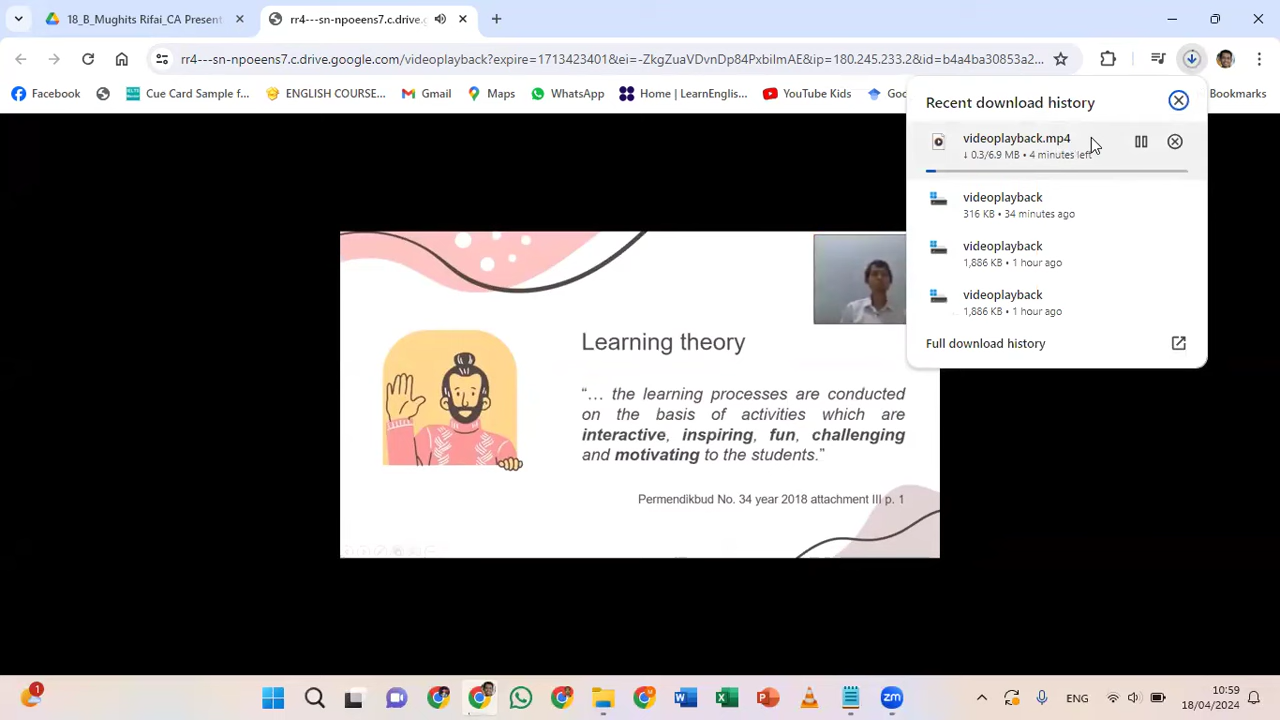 18_B_Mughits Rifai_CA Present
rr4---sn-npoeens7.c.drive.g
rr4---sn-npoeens7.c.drive.google.com/videoplayback?expire=1713423401&ei=-ZkgZuaVDvnDp84PxbiImAE&ip=180.245.233.2&id=b4a4ba30853a2...
Facebook
Cue Card Sample f...
ENGLISH COURSE...
Gmail
Maps
WhatsApp
Home | LearnEnglis...
YouTube Kids
Goo
Bookmarks
Recent download history
videoplayback.mp4
↓ 0.3/6.9 MB • 4 minutes left
videoplayback
316 KB • 34 minutes ago
videoplayback
1,886 KB • 1 hour ago
videoplayback
1,886 KB • 1 hour ago
Full download history
Learning theory
“… the learning processes are conducted
on the basis of activities which are
interactive, inspiring, fun, challenging
and motivating to the students.”
Permendikbud No. 34 year 2018 attachment III p. 1
1
zm
ENG
10:59
18/04/2024